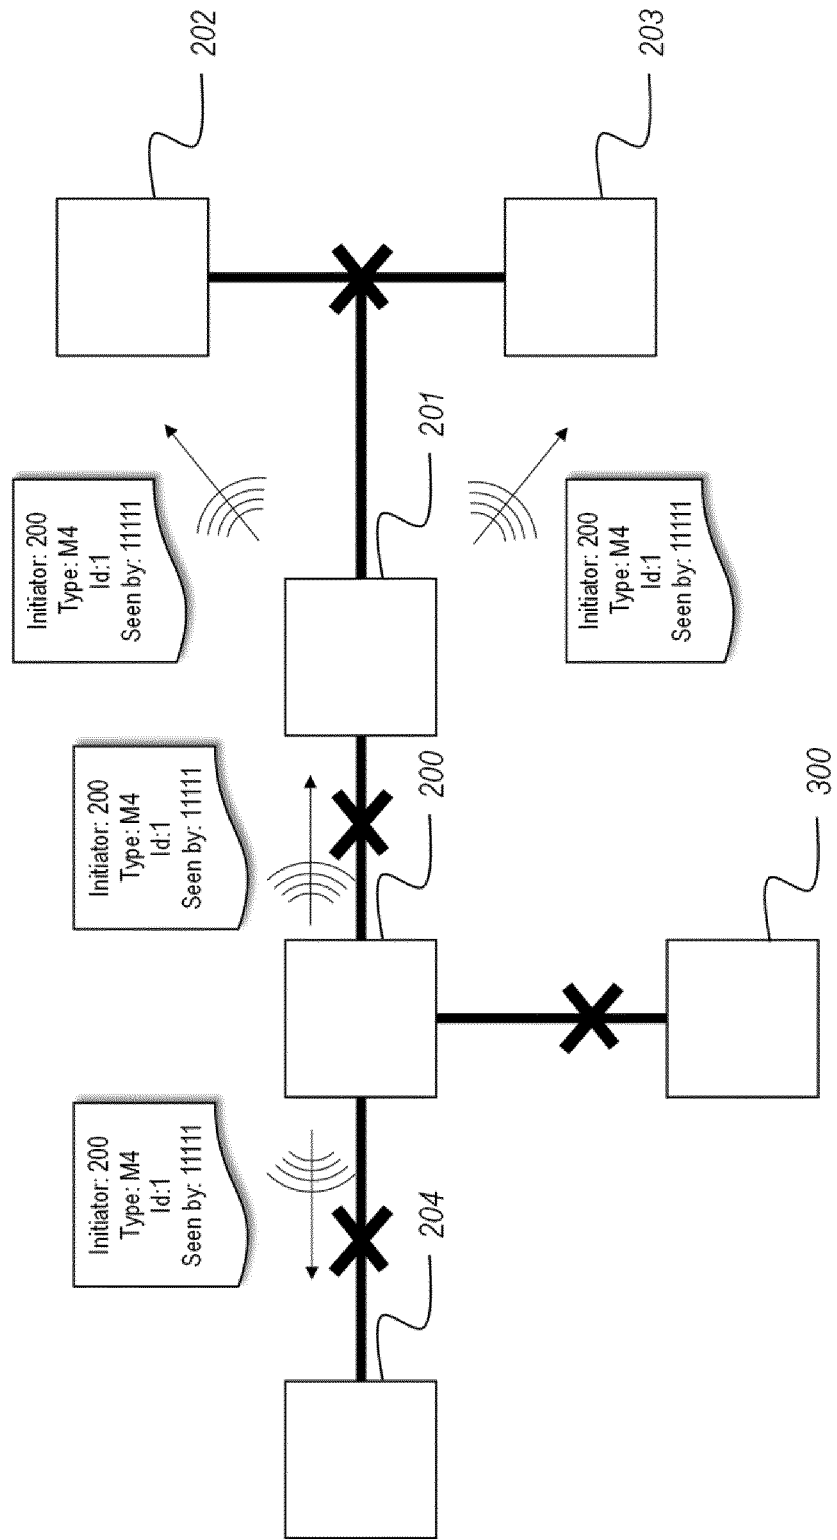 Initiator: 200
Type: M4
Id:1
Seen by: 11111
Initiator: 200
Type: M4
Id:1
Seen by: 11111
Initiator: 200
Type: M4
Id:1
Seen by: 11111
202
204
200
201
Initiator: 200
Type: M4
Id:1
Seen by: 11111
203
300